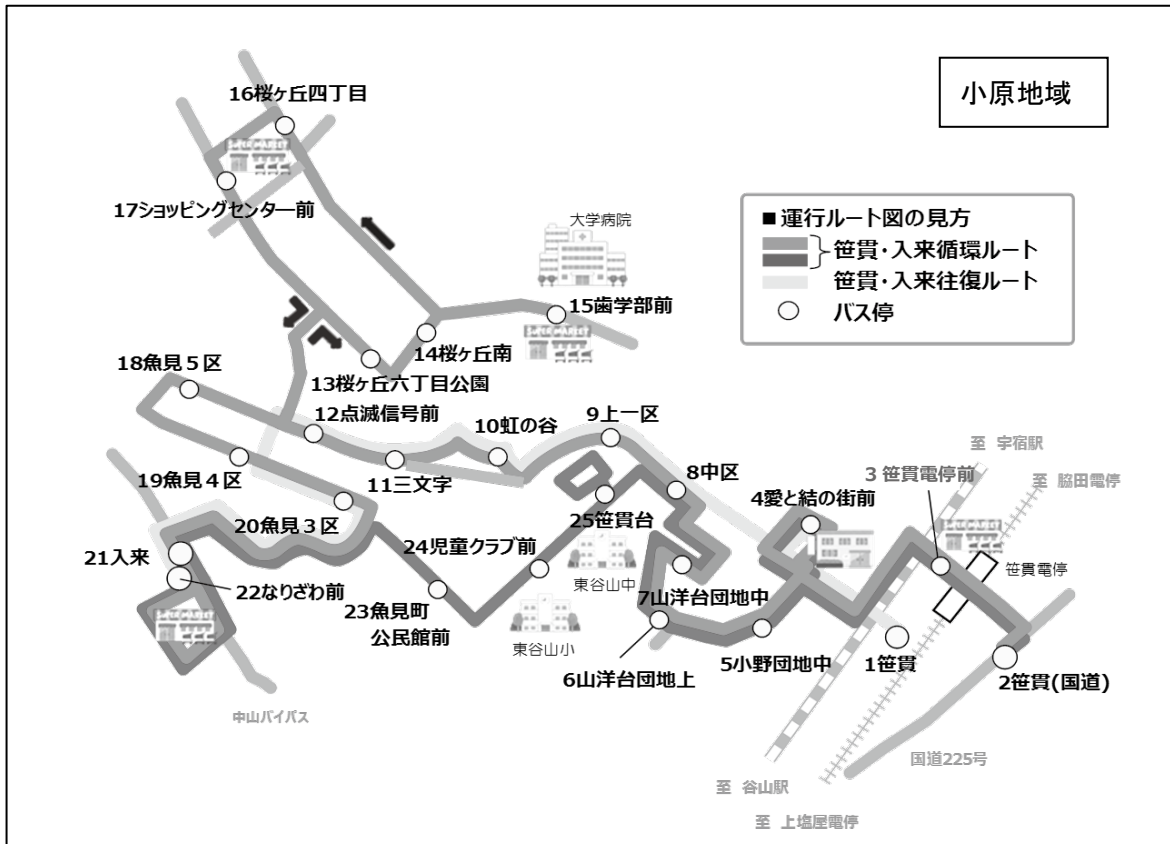 小原地域
16桜ヶ丘四丁目
SUPER MARKET
17ショッピングセンター前
■運行ルート図の見方
笹貫・入来循環ルート
笹貫・入来往復ルート
バス停
大学病院
15歯学部前
SUPER MARKET
14桜ヶ丘南
13桜ヶ丘六丁目公園
18魚見５区
12点滅信号前
10虹の谷
9上一区
至 宇宿駅
8中区
3 笹貫電停前
至 脇田電停
19魚見４区
11三文字
4愛と結の街前
20魚見３区
25笹貫台
SUPER MARKET
24児童クラブ前
東谷山中
笹貫電停
21入来
22なりざわ前
7山洋台団地中
23魚見町
公民館前
SUPER MARKET
東谷山小
6山洋台団地上
5小野団地中
1笹貫
2笹貫(国道)
中山バイパス
国道225号
至 谷山駅
至 上塩屋電停